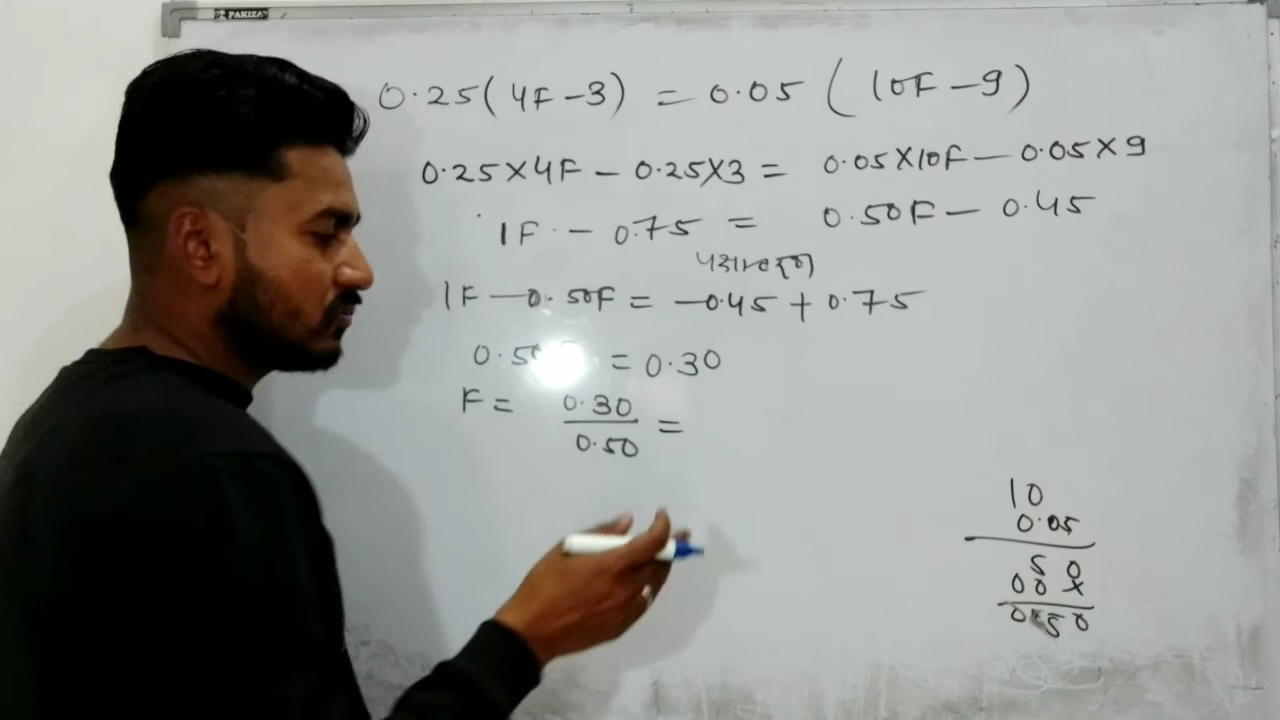 PAKIZA
0.25(4F-3) = 0.05 (10F-9)
0.25×4F - 0.25×3 = 0.05×10F - 0.05×9
1F - 0.75 = 0.50F - 0.45
1F - 0.50F = -0.45 + 0.75
= 0.30
F = 0.30
0.50 =
10
0.05
50
00×
0.50